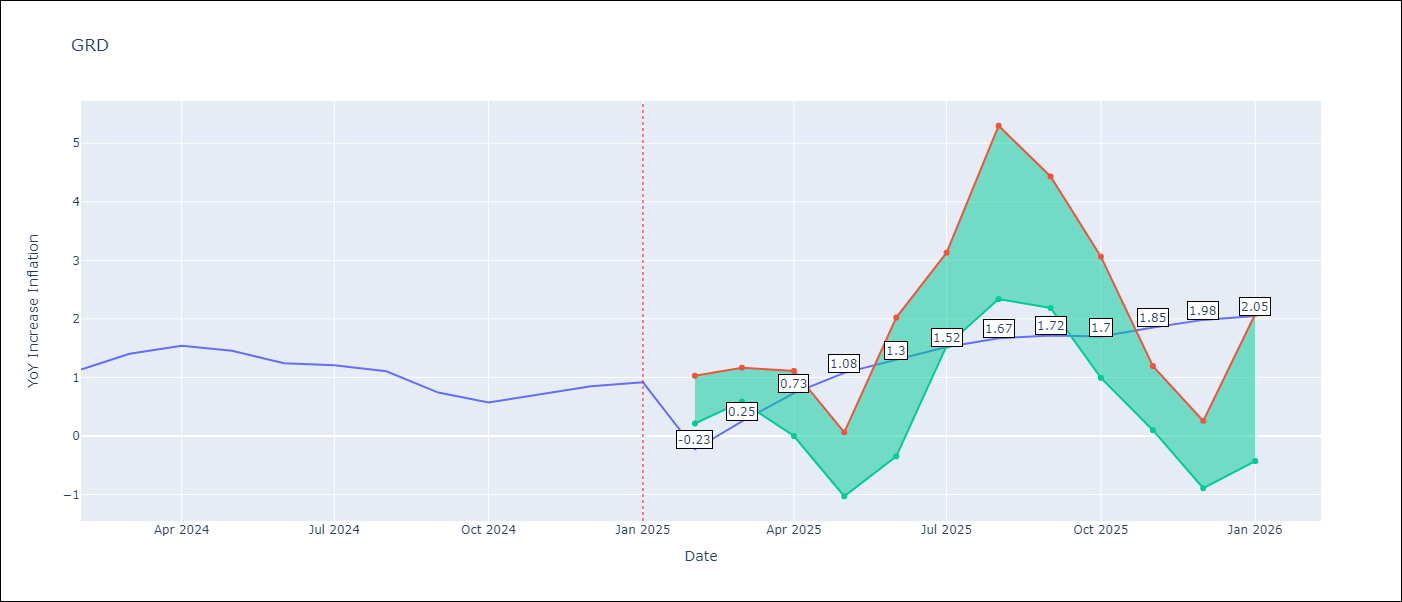 GRD
YoY Increase Inflation
5
4
3
2
1
0
−1
-0.23
0.25
0.73
1.08
1.3
1.52
1.67
1.72
1.7
1.85
1.98
2.05
Apr 2024
Jul 2024
Oct 2024
Jan 2025
Apr 2025
Jul 2025
Oct 2025
Jan 2026
Date